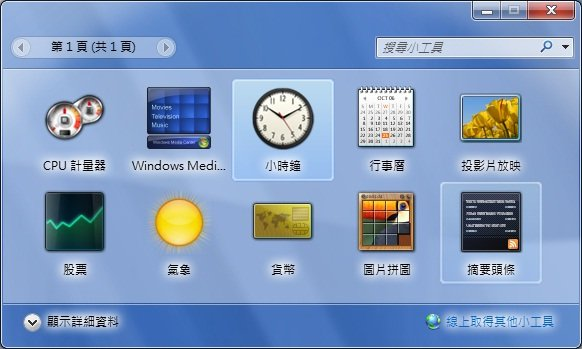 第 1 頁 (共 1 頁)
搜尋小工具
Movies
Television
Music
Windows Media Center
OCT 06
CPU 計量器
Windows Medi...
小時鐘
行事曆
投影片放映
股票
氣象
貨幣
圖片拼圖
摘要頭條
顯示詳細資料
線上取得其他小工具